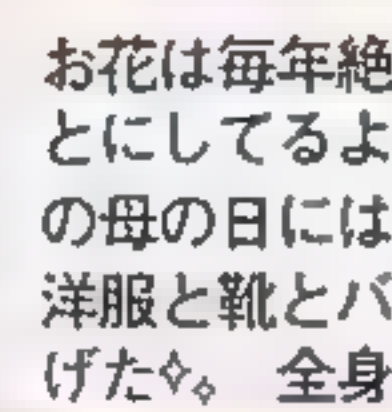 お花は毎年絶
とにしてるよ
の母の日には
洋服と靴とバ
げた✧˖ 全身